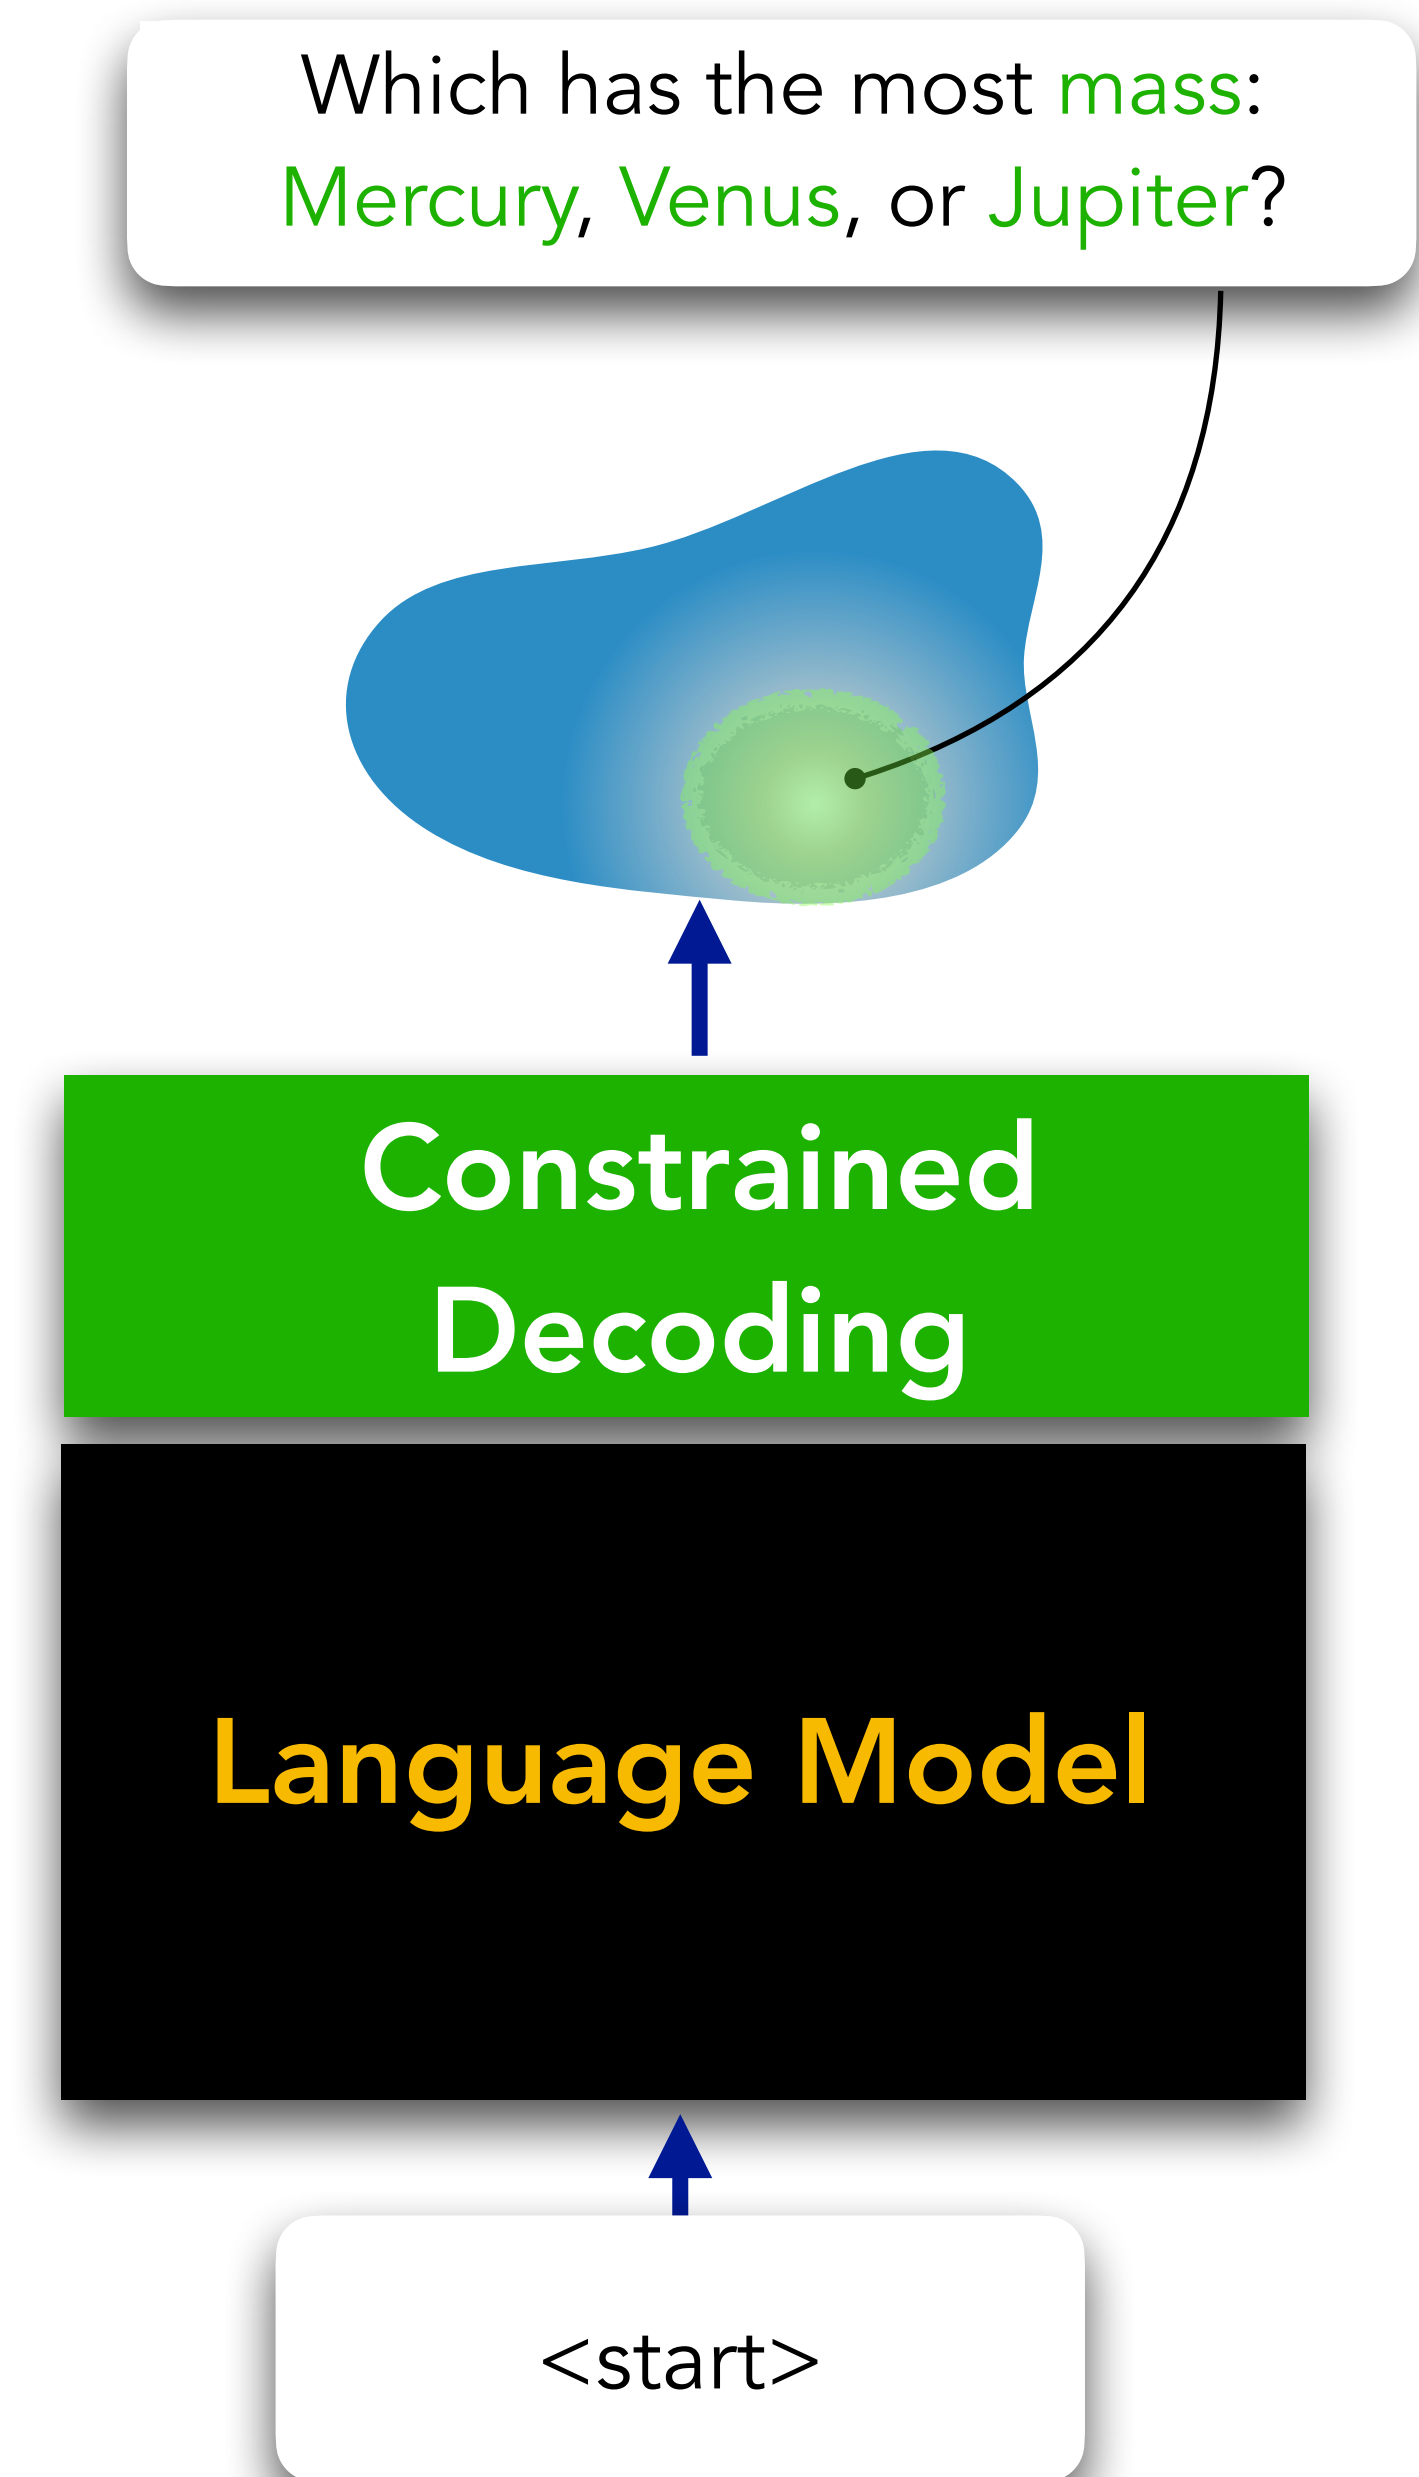 Which has the most mass:
Mercury, Venus, or Jupiter?
Constrained
Decoding
Language Model
<start>